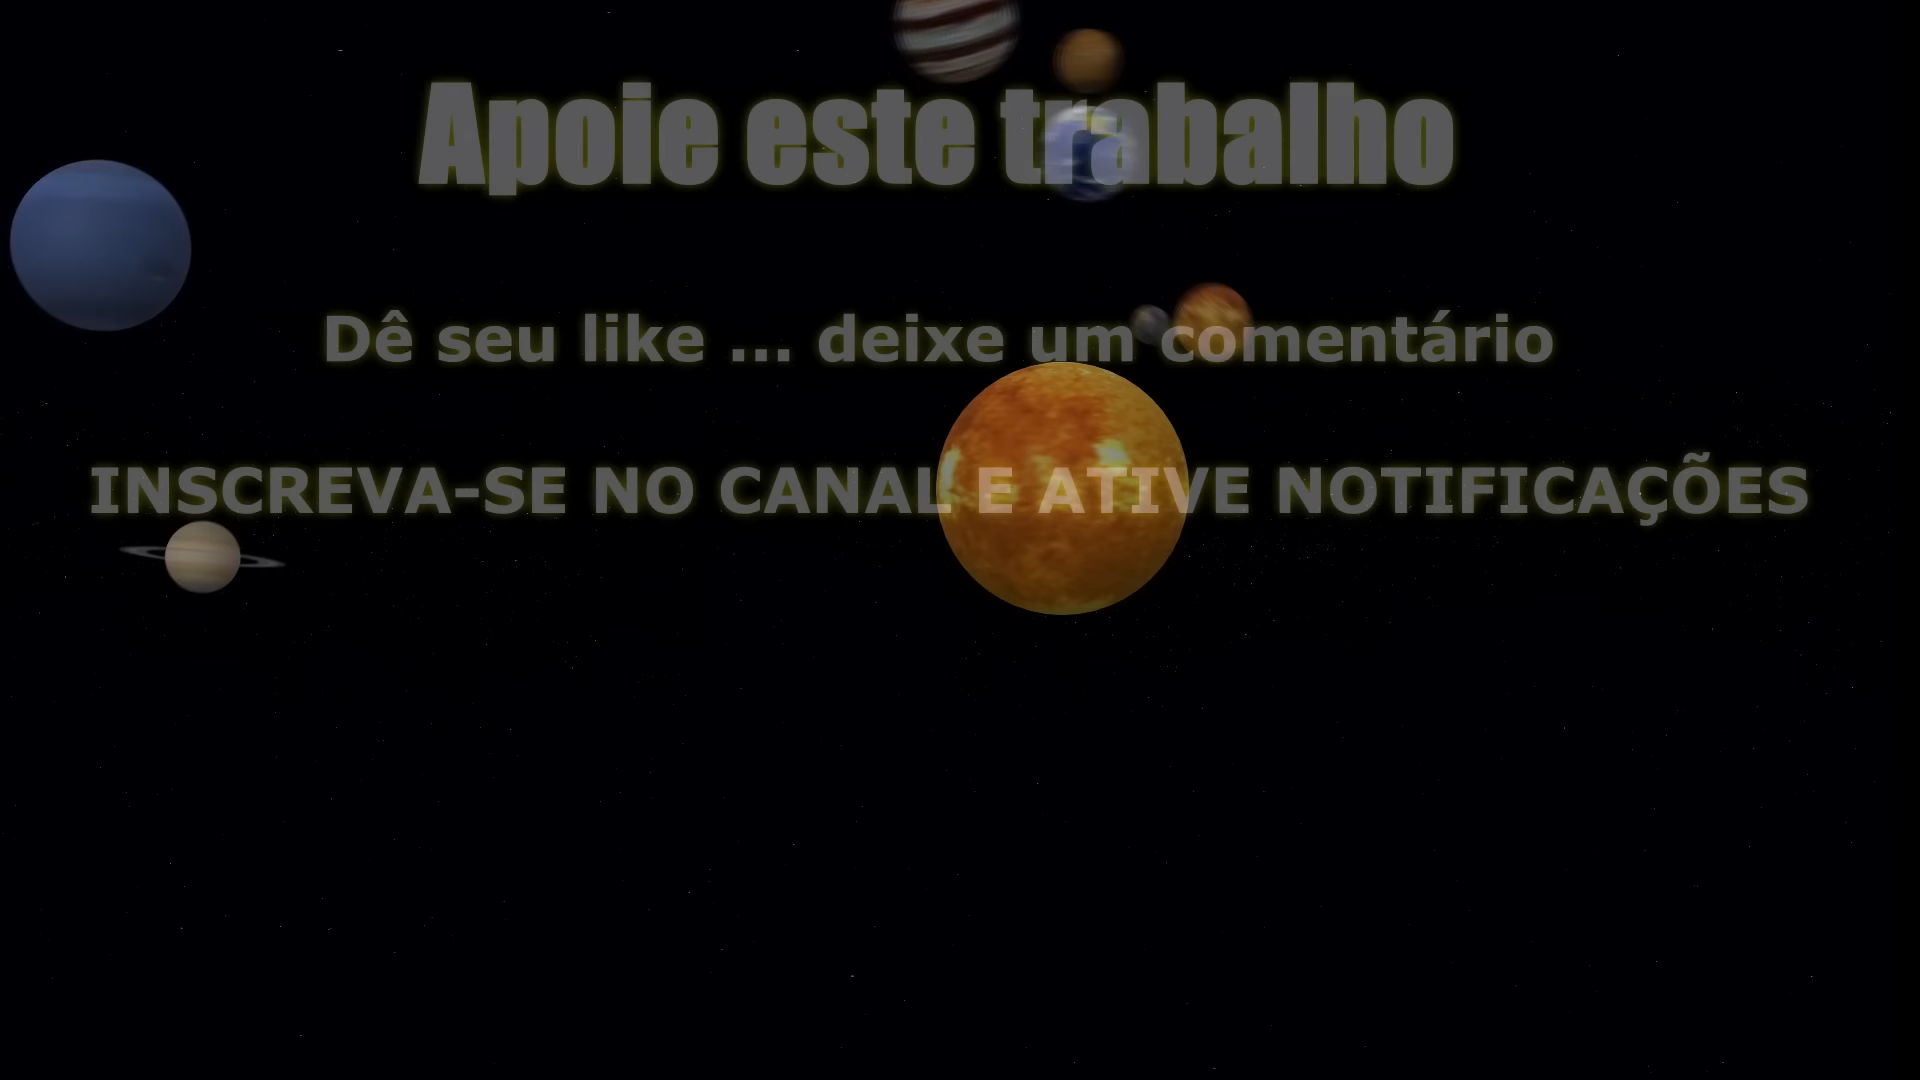 Apoie este trabalho
Dê seu like ... deixe um comentário
INSCREVA-SE NO CANAL E ATIVE NOTIFICAÇÕES